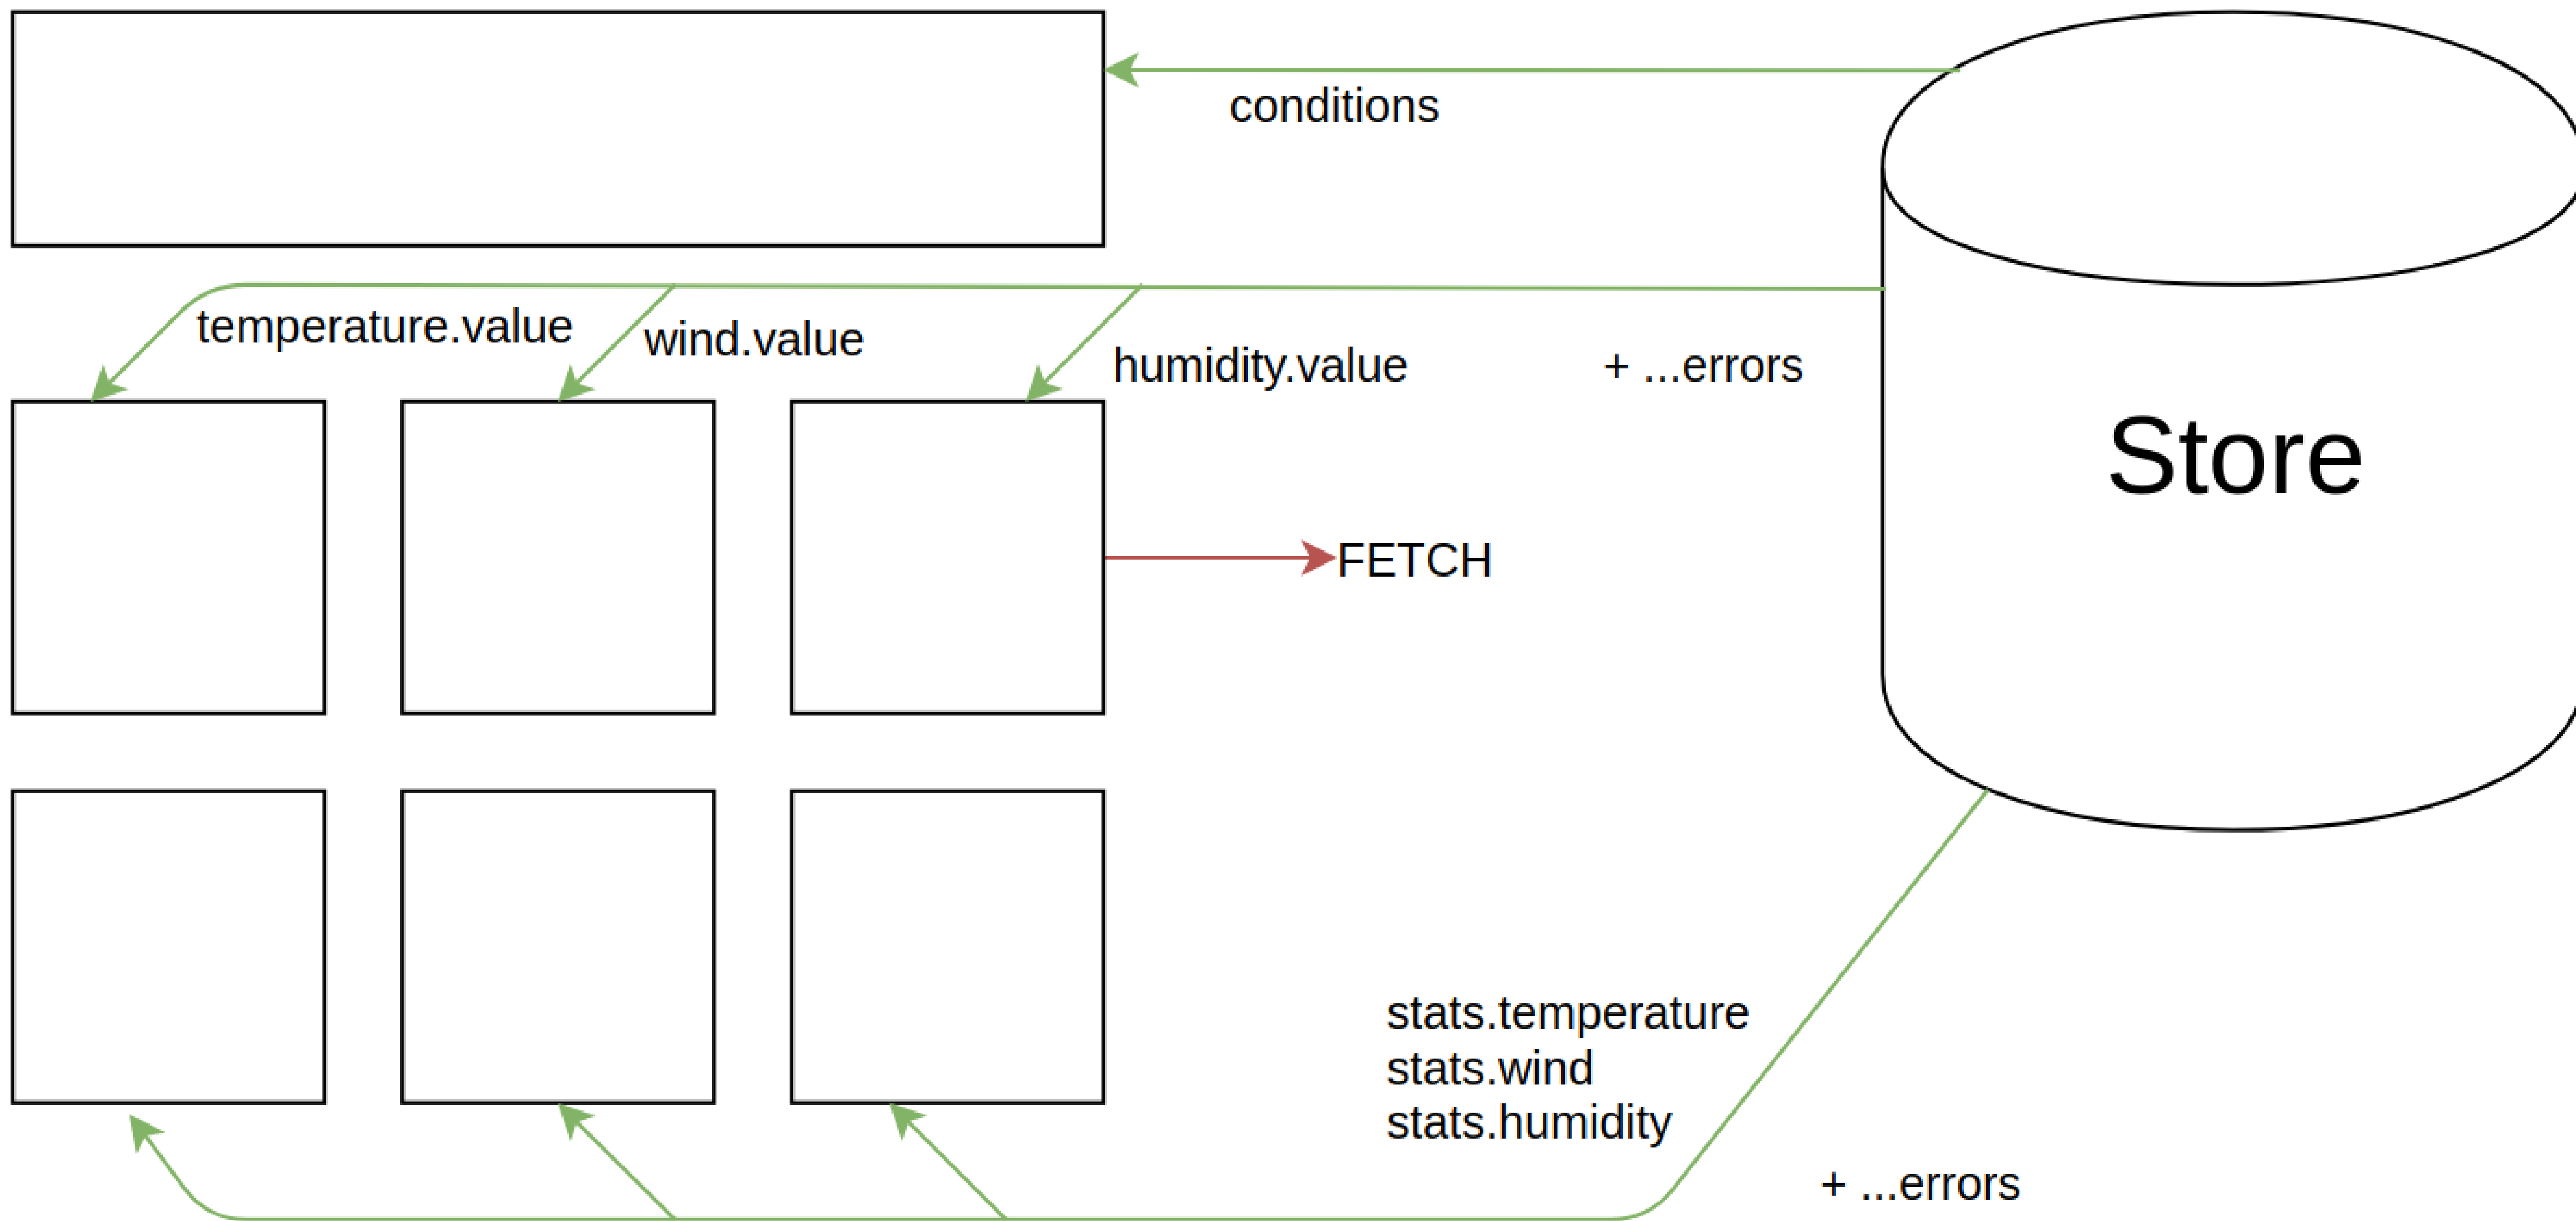 conditions
temperature.value
wind.value
humidity.value
+ ...errors
Store
FETCH
stats.temperature
stats.wind
stats.humidity
+ ...errors